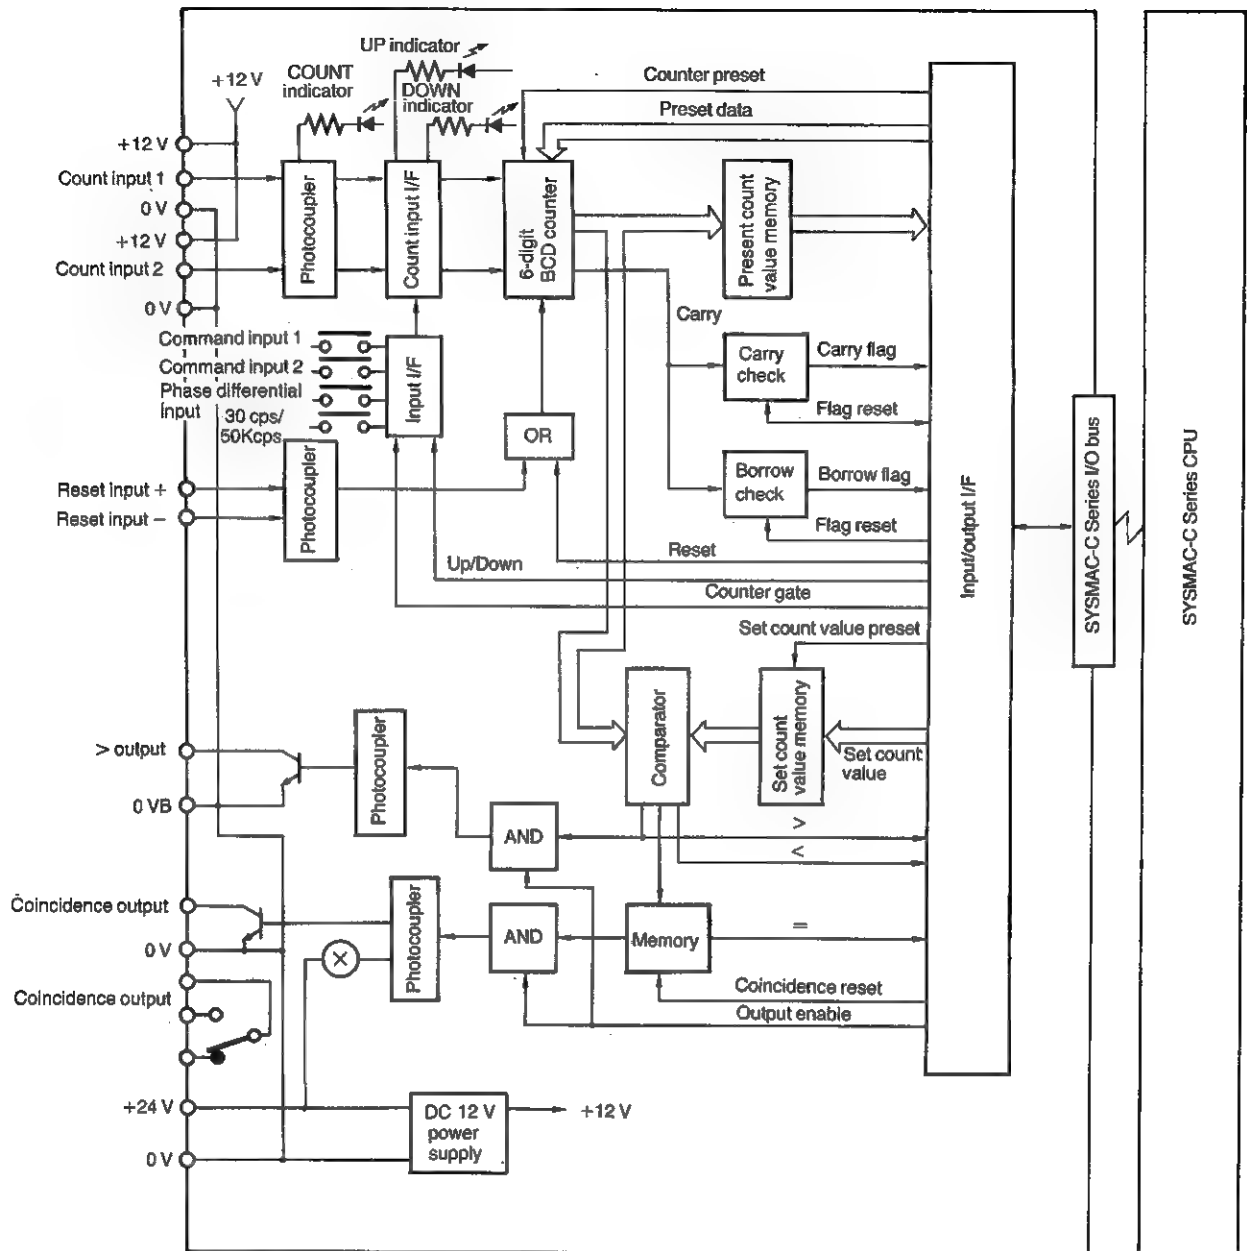 UP indicator
+12 V
COUNT
indicator
DOWN
indicator
Counter preset
Preset data
+12 V
Count input 1
0 V
+12 V
Count input 2
0 V
Photocoupler
Count input I/F
6-digit
BCD counter
Present count
value memory
Carry
Command input 1
Command input 2
Phase differential
input
30 cps/
50Kcps
Input I/F
Carry
check
Carry flag
Flag reset
OR
Borrow
check
Borrow flag
Flag reset
Reset input +
Reset input −
Photocoupler
Reset
Up/Down
Counter gate
Input/output I/F
SYSMAC-C Series I/O bus
SYSMAC-C Series CPU
Set count value preset
Comparator
Set count
value memory
Set count
value
> output
0 VB
Photocoupler
AND
>
<
Coincidence output
0 V
Photocoupler
AND
Memory
=
Coincidence output
Coincidence reset
Output enable
+24 V
0 V
DC 12 V
power
supply
+12 V